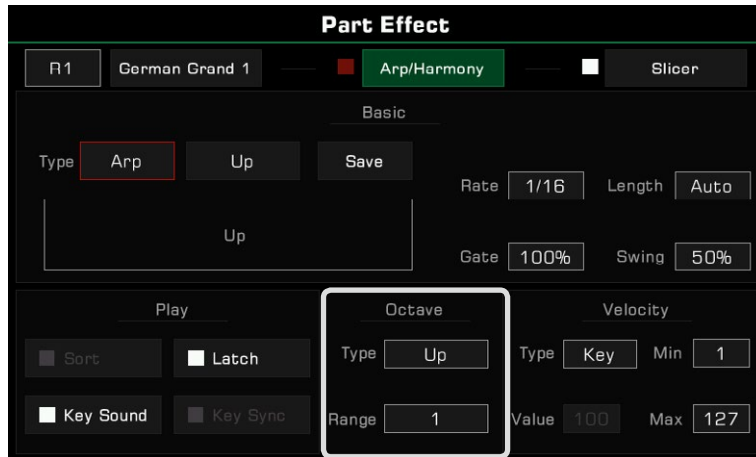 Part Effect
R1 German Grand 1 Arp/Harmony Slicer
Basic
Type Arp Up Save
Rate 1/16 Length Auto
Up
Gate 100% Swing 50%
Play Octave Velocity
Sort Latch Type Up Type Key Min 1
Key Sound Key Sync Range 1 Value 100 Max 127